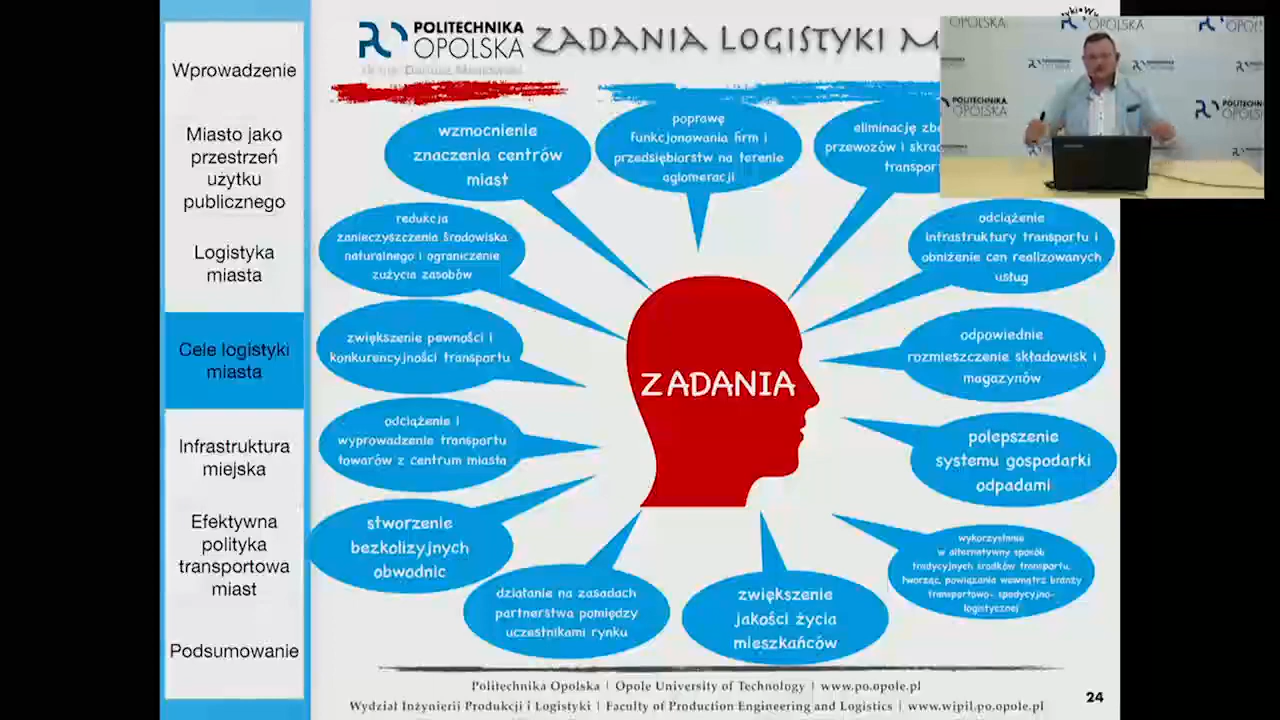 Wprowadzenie
Miasto jako
przestrzeń
użytku
publicznego
Logistyka
miasta
Cele logistyki
miasta
Infrastruktura
miejska
Efektywna
polityka
transportowa
miast
Podsumowanie
POLITECHNIKA
OPOLSKA
ZADANIA LOGISTYKI M
wzmocnienie
znaczenia centrów
miast
poprawę
funkcjonowania firm i
przedsiębiorstw na terenie
aglomeracji
eliminację
przewozów i
redukcja
zanieczyszczenia środowiska
naturalnego i ograniczenie
zużycia zasobów
odciążenie
infrastruktury transportu i
obniżenie cen realizowanych
usług
zwiększenie pewności i
konkurencyjności transportu
odpowiednie
rozmieszczenie składowisk i
magazynów
ZADANIA
odciążenie i
wyprowadzenie transportu
towarów z centrum miasta
polepszenie
systemu gospodarki
odpadami
stworzenie
bezkolizyjnych
obwodnic
wykorzystanie
w alternatywny sposób
tradycyjnych środków transportu,
tworząc, powiązania wewnątrz branży
transportowo- spedycyjno-
logistycznej
działanie na zasadach
partnerstwa pomiędzy
uczestnikami rynku
zwiększenie
jakości życia
mieszkańców
Politechnika Opolska | Opole University of Technology | www.po.opole.pl
Wydział Inżynierii Produkcji i Logistyki | Faculty of Production Engineering and Logistics | www.wipil.po.opole.pl
24
OPOLSKA
POLITECHNIKA
OPOLSKA
POLITECHNIKA
OPOLSKA